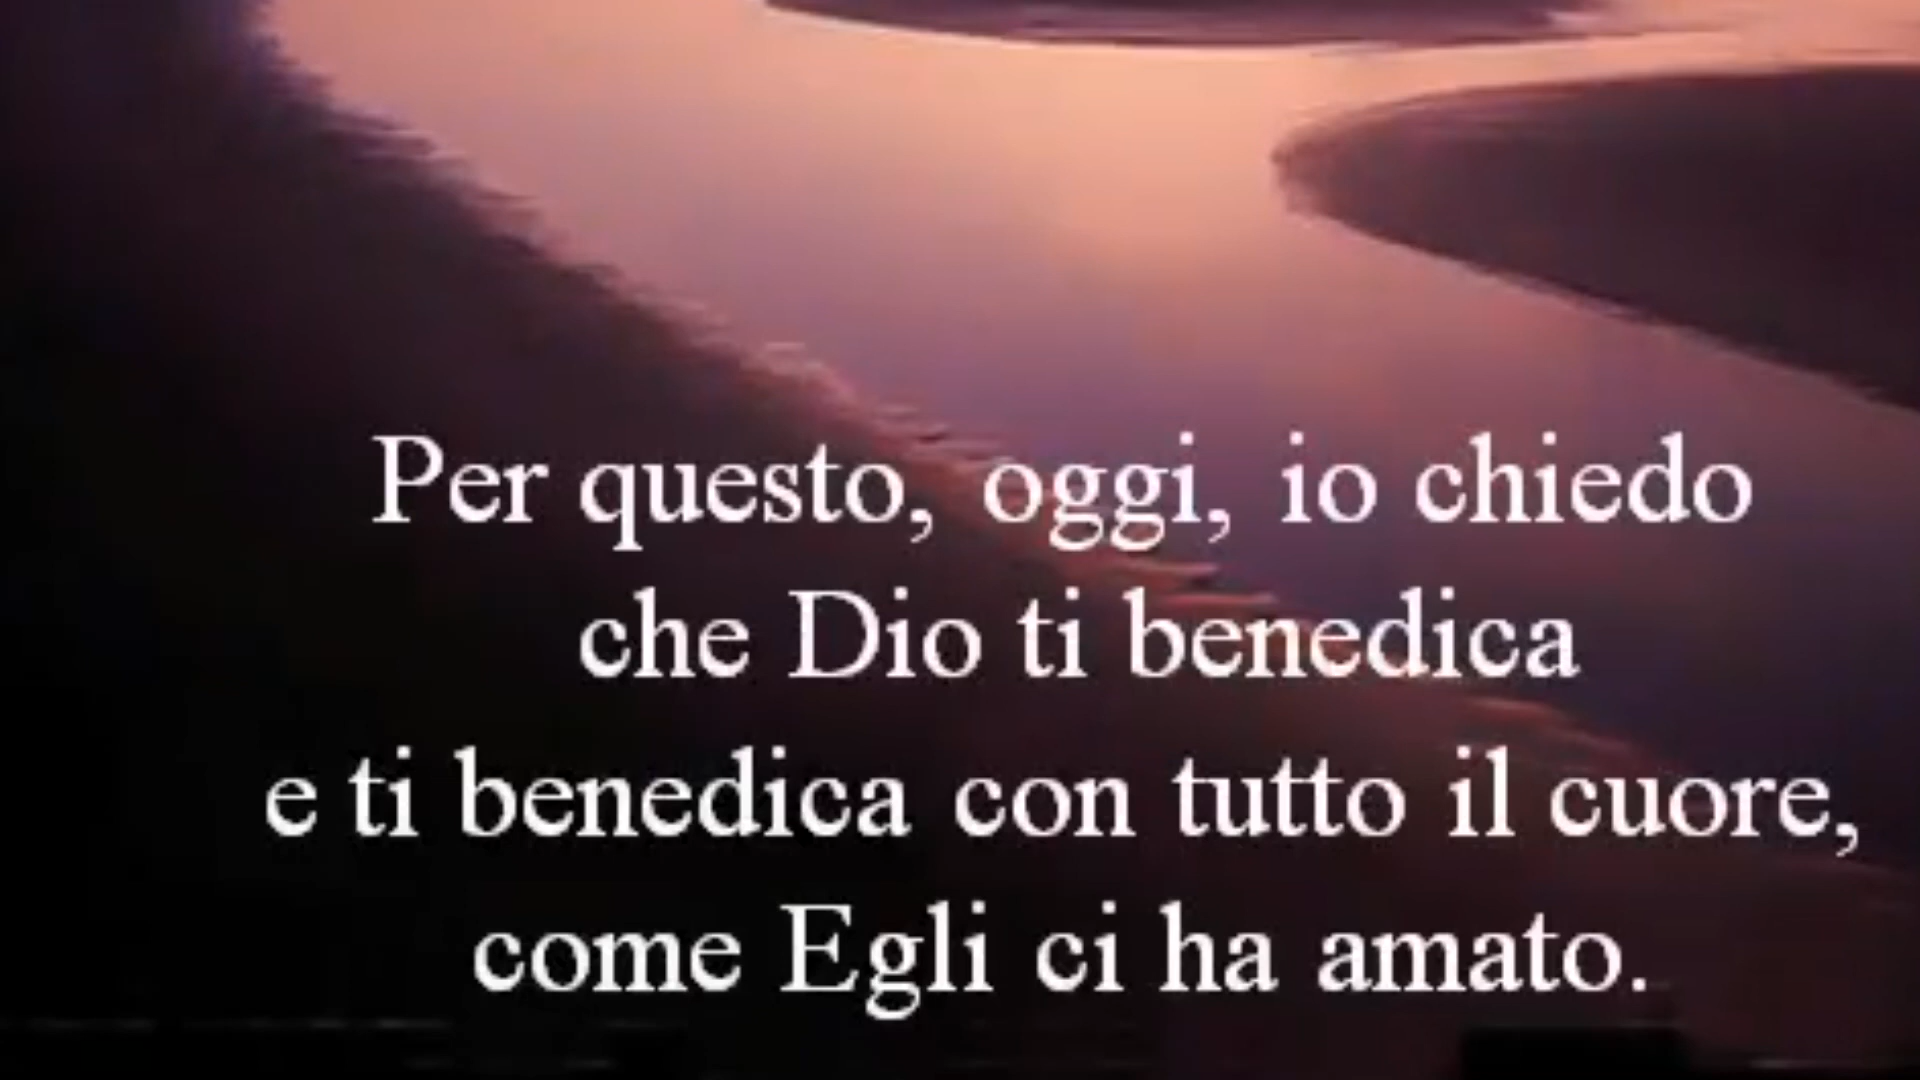 Per questo, oggi, io chiedo
che Dio ti benedica
e ti benedica con tutto il cuore,
come Egli ci ha amato.